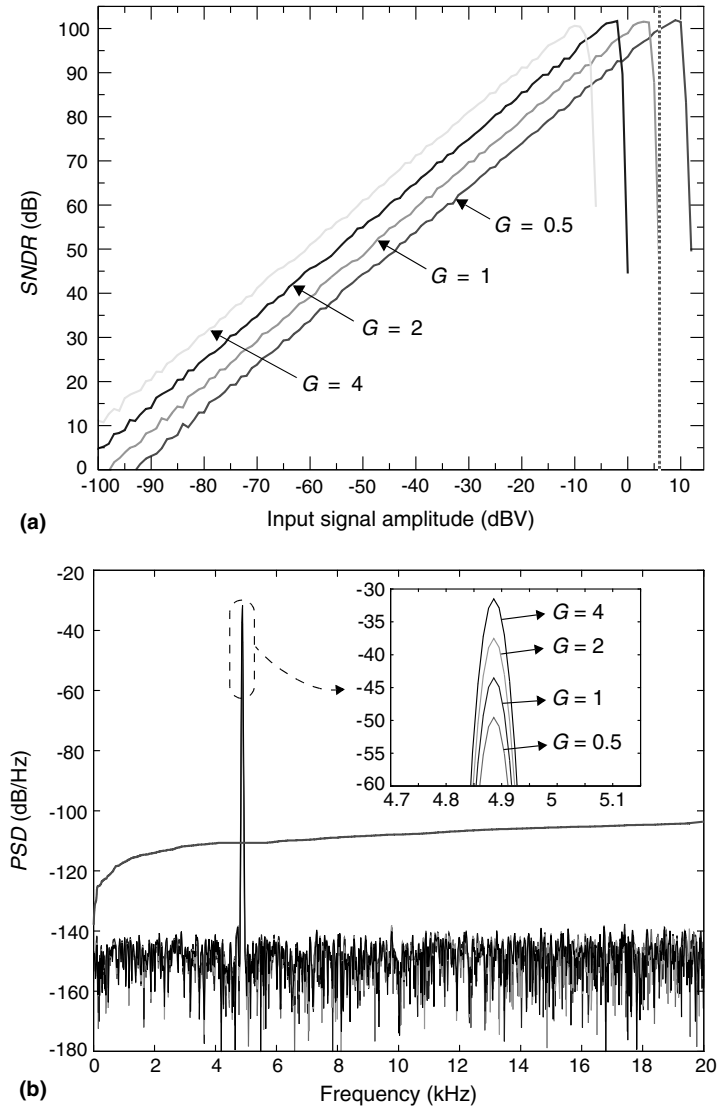 100
90
80
70
60
50
40
30
20
10
0
SNDR (dB)
G = 0.5
G = 1
G = 2
G = 4
-100 -90 -80 -70 -60 -50 -40 -30 -20 -10 0 10
Input signal amplitude (dBV)
(a)
-20
-40
-60
-80
-100
-120
-140
-160
-180
PSD (dB/Hz)
-30
-35
-40
-45
-50
-55
-60
G = 4
G = 2
G = 1
G = 0.5
4.7 4.8 4.9 5 5.1
0 2 4 6 8 10 12 14 16 18 20
Frequency (kHz)
(b)